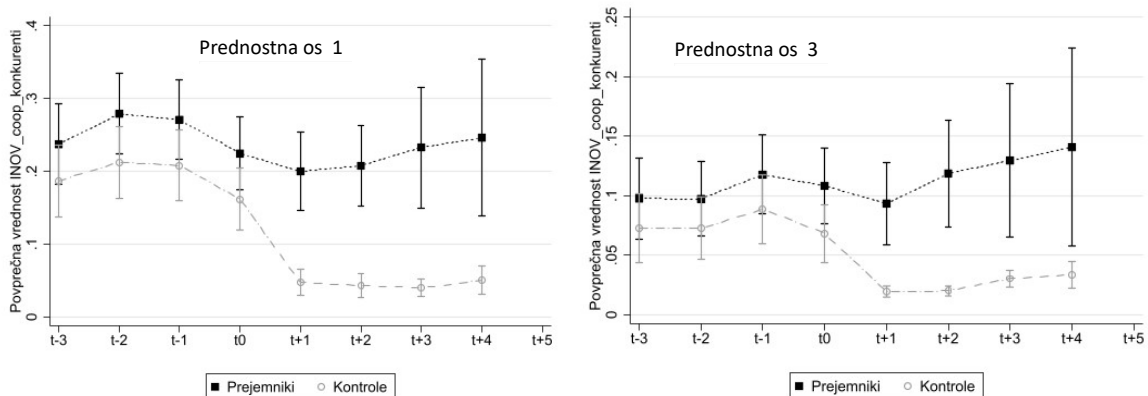 Prednostna os 1
Povprečna vrednost INOV_coop_konkurenti
.4
.3
.2
.1
0
t-3 t-2 t-1 t0 t+1 t+2 t+3 t+4 t+5
Prejemniki Kontrole
Prednostna os 3
Povprečna vrednost INOV_coop_konkurenti
.25
.2
.15
.1
.05
0
t-3 t-2 t-1 t0 t+1 t+2 t+3 t+4 t+5
Prejemniki Kontrole